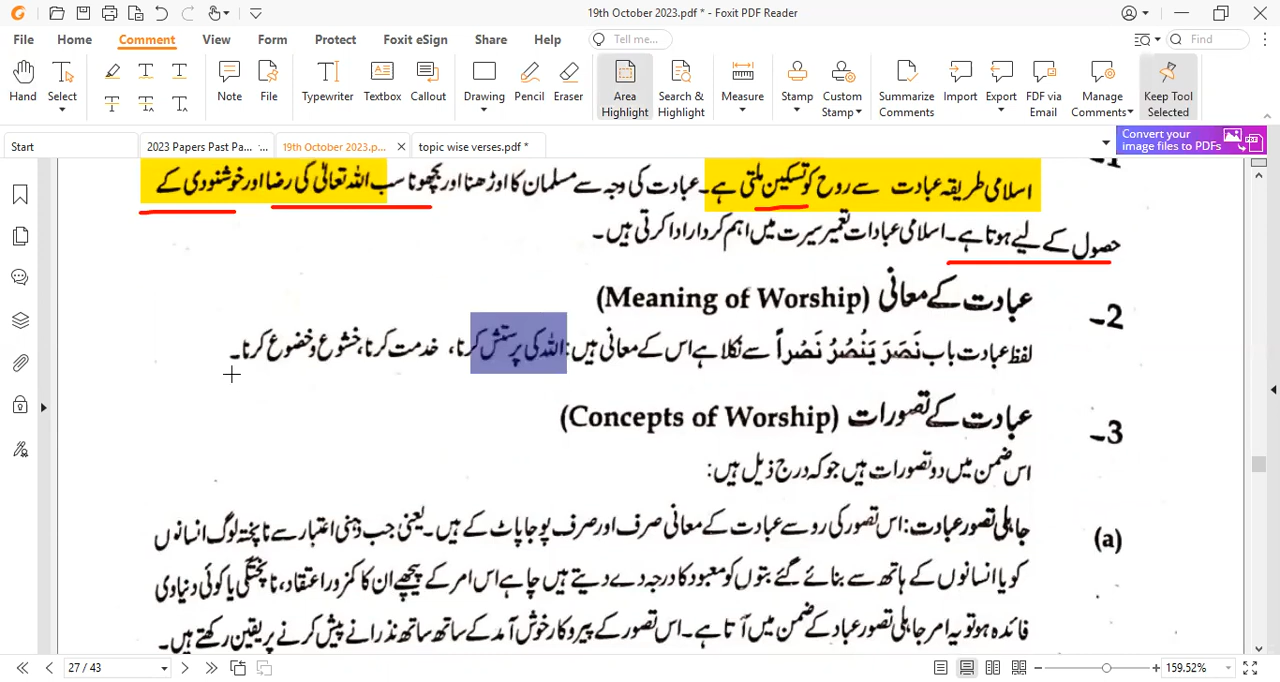 19th October 2023.pdf * - Foxit PDF Reader
File Home Comment View Form Protect Foxit eSign Share Help Tell me... Find
Hand Select Note File Typewriter Textbox Callout Drawing Pencil Eraser Area Highlight Search & Highlight Measure Stamp Custom Stamp Summarize Comments Import Export FDF via Email Manage Comments Keep Tool Selected
Start 2023 Papers Past Pa... 19th October 2023.p... topic wise verses.pdf * Convert your image files to PDFs
اسلامی طریقہ عبادت سے روح کو تسکین ملتی ہے۔ عبادت کی وجہ سے مسلمان کا اوڑھنا اور بچھونا سب اللہ تعالیٰ کی رضا اور خوشنودی کے
حصول کے لیے ہوتا ہے۔ اسلامی عبادات تعمیر سیرت میں اہم کردار ادا کرتی ہیں۔
2۔ عبادت کے معانی (Meaning of Worship)
لفظ عبادت باب نَصَرَ يَنْصُرُ نَصْراً سے نکلا ہے اس کے معانی ہیں: اللہ کی پرستش کرنا، خدمت کرنا، خشوع و خضوع کرنا۔
3۔ عبادت کے تصورات (Concepts of Worship)
اس ضمن میں دو تصورات ہیں جو کہ درج ذیل ہیں:
(a) جاہلی تصور عبادت: اس تصور کی رو سے عبادت کے معانی صرف اور صرف پوجا پاٹ کے ہیں۔ یعنی جب ذہنی اعتبار سے ناپختہ لوگ انسانوں
کو یا انسانوں کے ہاتھ سے بنائے گئے بتوں کو معبود کا درجہ دے دیتے ہیں چاہے اس امر کے پیچھے ان کا کمزور اعتقاد، ناپختگی یا کوئی دنیاوی
فائدہ ہو تو یہ امر جاہلی تصور عباد کے ضمن میں آتا ہے۔ اس تصور کے پیروکار خوش آمد کے ساتھ ساتھ نذرانے پیش کرنے پر یقین رکھتے ہیں۔
27 / 43 159.52%